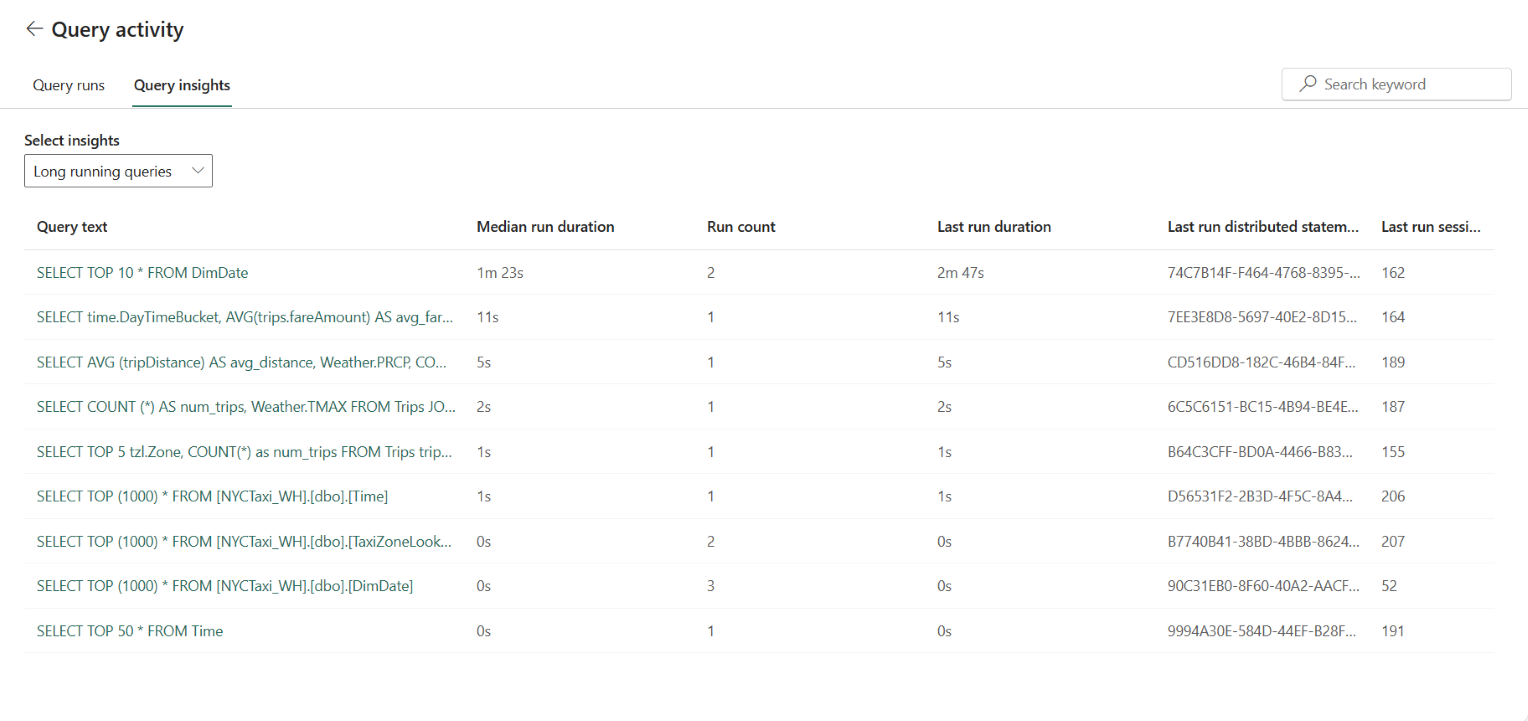 Query activity
Query runs Query insights Search keyword
Select insights
Long running queries
Query text Median run duration Run count Last run duration Last run distributed statem... Last run sessi...
SELECT TOP 10 * FROM DimDate 1m 23s 2 2m 47s 74C7B14F-F464-4768-8395-... 162
SELECT time.DayTimeBucket, AVG(trips.fareAmount) AS avg_far... 11s 1 11s 7EE3E8D8-5697-40E2-8D15... 164
SELECT AVG (tripDistance) AS avg_distance, Weather.PRCP, CO... 5s 1 5s CD516DD8-182C-46B4-84F... 189
SELECT COUNT (*) AS num_trips, Weather.TMAX FROM Trips JO... 2s 1 2s 6C5C6151-BC15-4B94-BE4E... 187
SELECT TOP 5 tzl.Zone, COUNT(*) as num_trips FROM Trips trip... 1s 1 1s B64C3CFF-BD0A-4466-B83... 155
SELECT TOP (1000) * FROM [NYCTaxi_WH].[dbo].[Time] 1s 1 1s D56531F2-2B3D-4F5C-8A4... 206
SELECT TOP (1000) * FROM [NYCTaxi_WH].[dbo].[TaxiZoneLook... 0s 2 0s B7740B41-38BD-4BBB-8624... 207
SELECT TOP (1000) * FROM [NYCTaxi_WH].[dbo].[DimDate] 0s 3 0s 90C31EB0-8F60-40A2-AACF... 52
SELECT TOP 50 * FROM Time 0s 1 0s 9994A30E-584D-44EF-B28F... 191